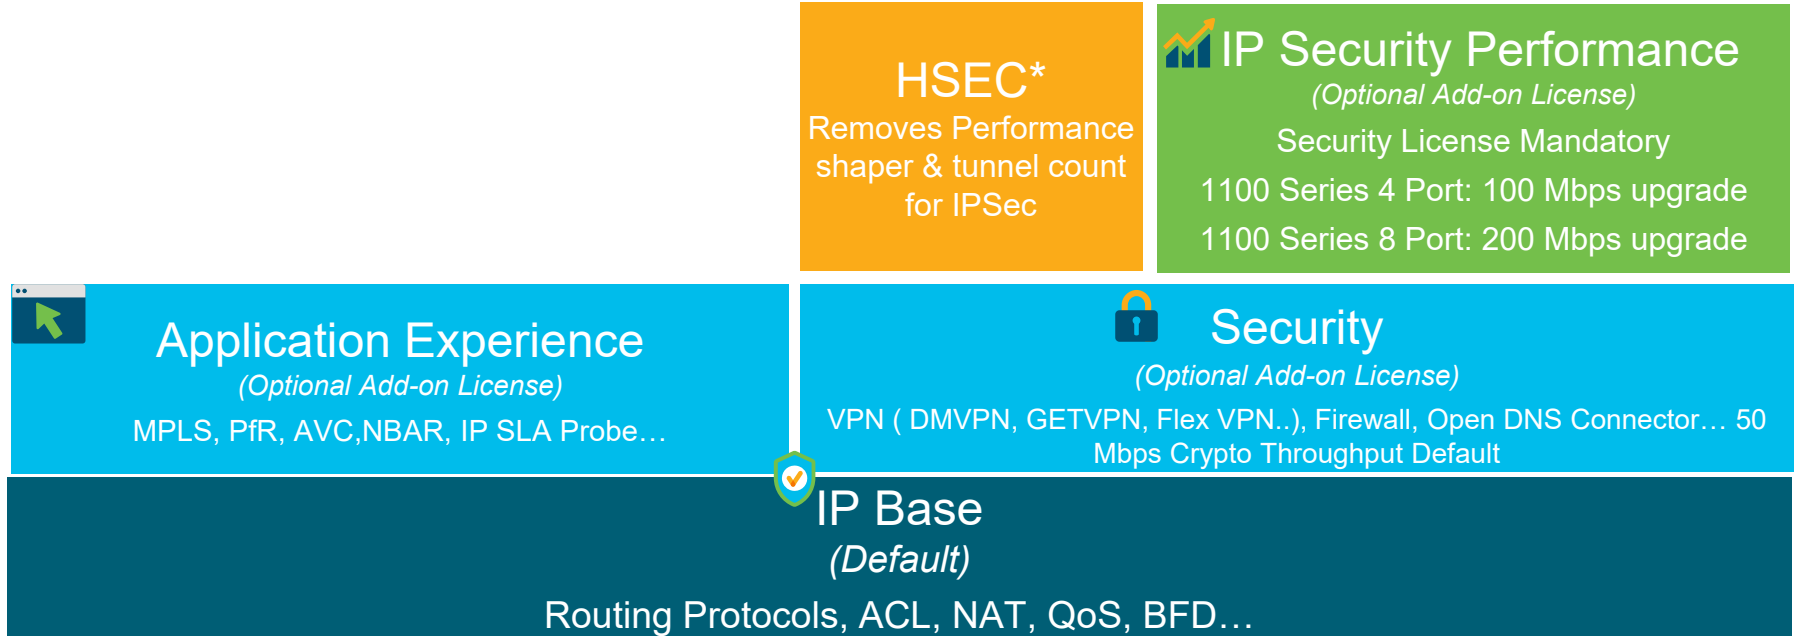 HSEC*
Removes Performance
shaper & tunnel count
for IPSec
IP Security Performance
(Optional Add-on License)
Security License Mandatory
1100 Series 4 Port: 100 Mbps upgrade
1100 Series 8 Port: 200 Mbps upgrade
Application Experience
(Optional Add-on License)
MPLS, PfR, AVC,NBAR, IP SLA Probe…
Security
(Optional Add-on License)
VPN ( DMVPN, GETVPN, Flex VPN..), Firewall, Open DNS Connector… 50
Mbps Crypto Throughput Default
IP Base
(Default)
Routing Protocols, ACL, NAT, QoS, BFD…